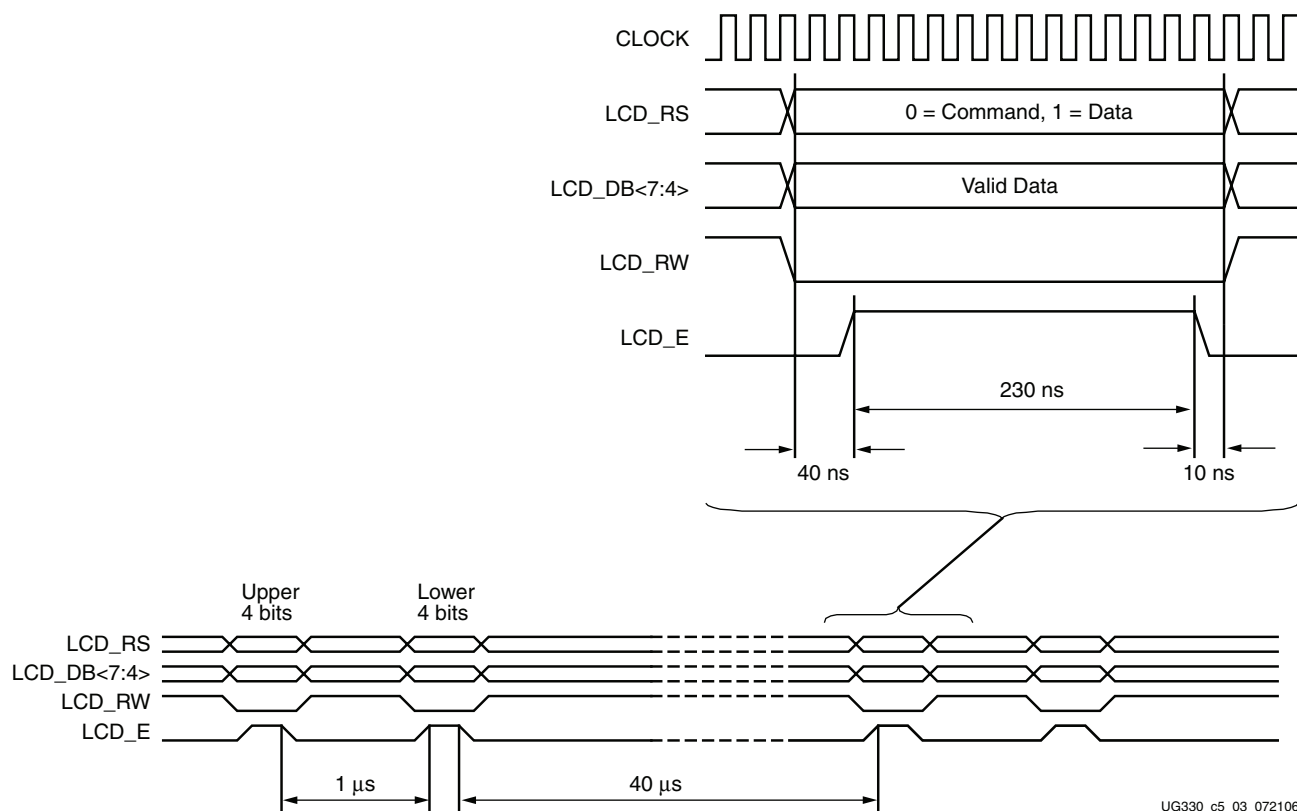 CLOCK
LCD_RS
0 = Command, 1 = Data
LCD_DB<7:4>
Valid Data
LCD_RW
LCD_E
230 ns
40 ns
10 ns
Upper
4 bits
Lower
4 bits
LCD_RS
LCD_DB<7:4>
LCD_RW
LCD_E
1 µs
40 µs
UG330_c5_03_072106